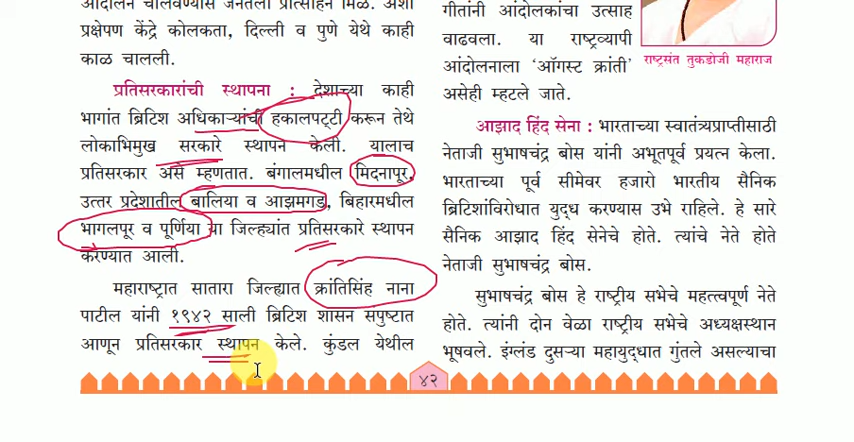 आंदोलन चालवण्यास जनतेला प्रोत्साहन मिळे. अशी
प्रक्षेपण केंद्रे कोलकता, दिल्ली व पुणे येथे काही
काळ चालली.
प्रतिसरकारांची स्थापना : देशाच्या काही
भागांत ब्रिटिश अधिकाऱ्यांची हकालपट्टी करून तेथे
लोकाभिमुख सरकारे स्थापन केली. यालाच
प्रतिसरकार असे म्हणतात. बंगालमधील मिदनापूर,
उत्तर प्रदेशातील बालिया व आझमगड, बिहारमधील
भागलपूर व पूर्णिया या जिल्ह्यांत प्रतिसरकारे स्थापन
करण्यात आली.
महाराष्ट्रात सातारा जिल्ह्यात क्रांतिसिंह नाना
पाटील यांनी १९४२ साली ब्रिटिश शासन संपुष्टात
आणून प्रतिसरकार स्थापन केले. कुंडल येथील
गीतांनी आंदोलकांचा उत्साह
वाढवला. या राष्ट्रव्यापी
आंदोलनाला ‘ऑगस्ट क्रांती’
असेही म्हटले जाते.
राष्ट्रसंत तुकडोजी महाराज
आझाद हिंद सेना : भारताच्या स्वातंत्र्यप्राप्तीसाठी
नेताजी सुभाषचंद्र बोस यांनी अभूतपूर्व प्रयत्न केला.
भारताच्या पूर्व सीमेवर हजारो भारतीय सैनिक
ब्रिटिशांविरोधात युद्ध करण्यास उभे राहिले. हे सारे
सैनिक आझाद हिंद सेनेचे होते. त्यांचे नेते होते
नेताजी सुभाषचंद्र बोस.
सुभाषचंद्र बोस हे राष्ट्रीय सभेचे महत्त्वपूर्ण नेते
होते. त्यांनी दोन वेळा राष्ट्रीय सभेचे अध्यक्षस्थान
भूषवले. इंग्लंड दुसऱ्या महायुद्धात गुंतले असल्याचा
४२